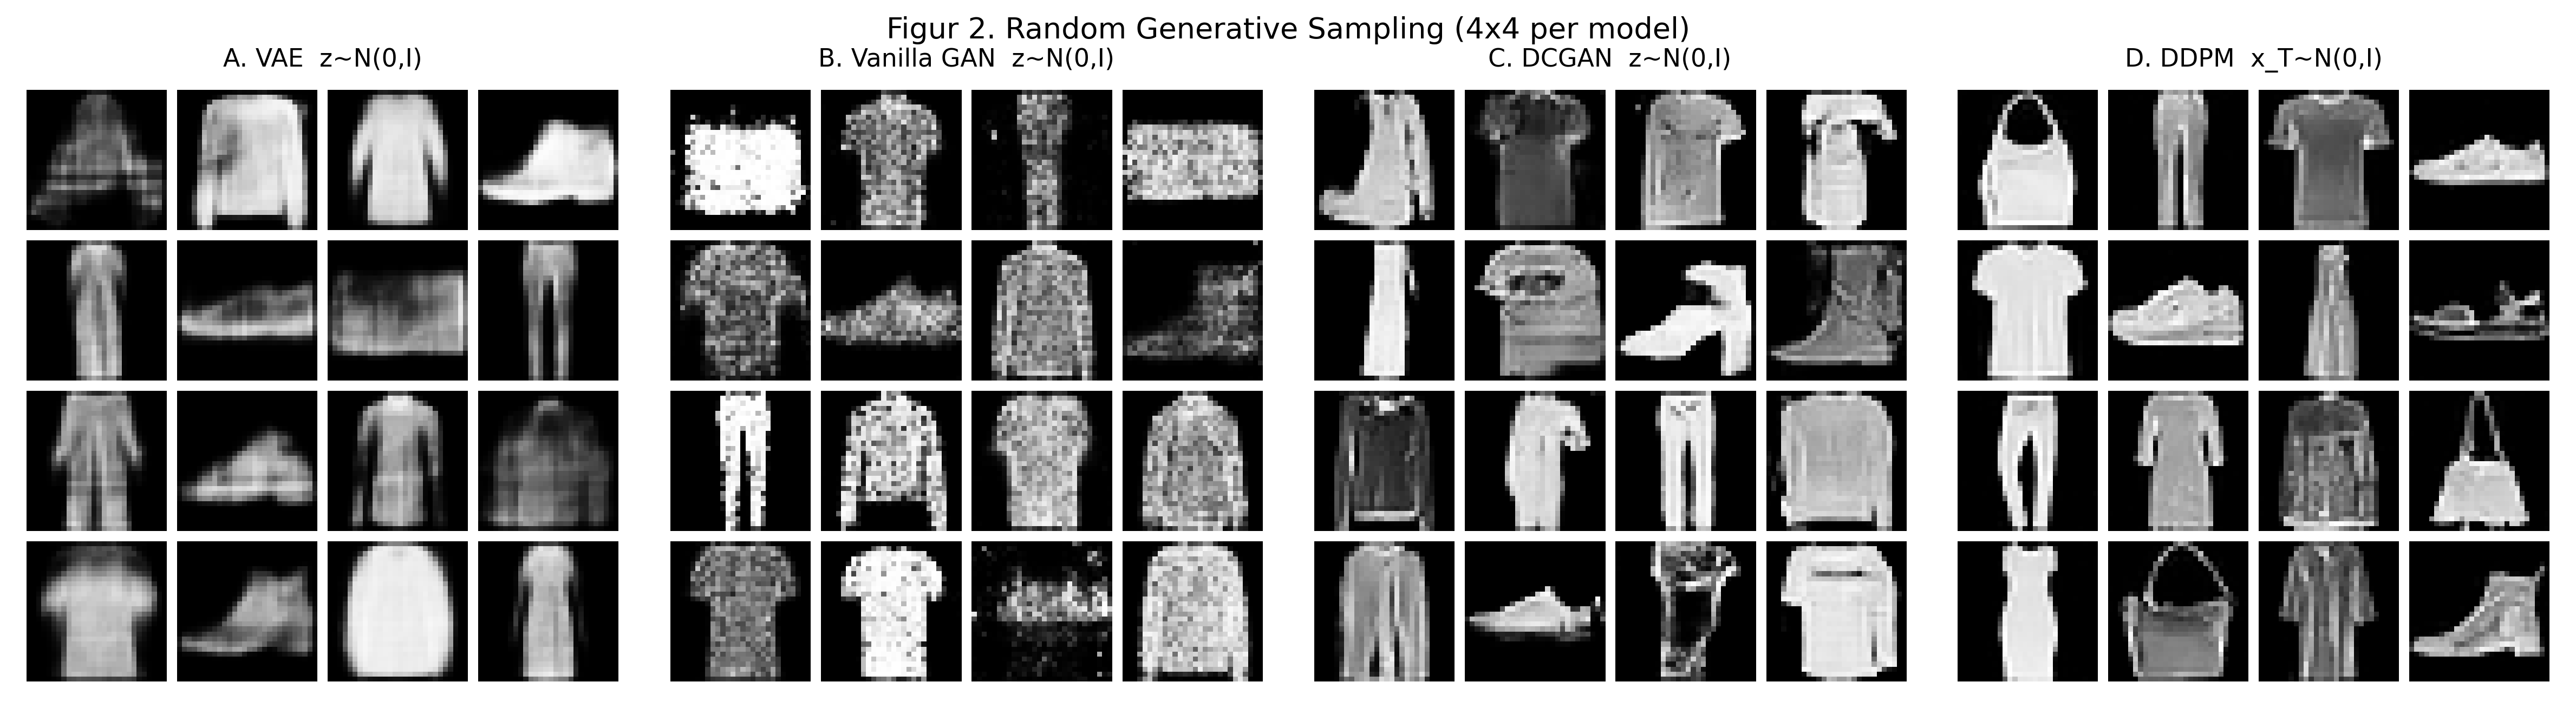 Figur 2. Random Generative Sampling (4x4 per model)
A. VAE  z~N(0,I)
B. Vanilla GAN  z~N(0,I)
C. DCGAN  z~N(0,I)
D. DDPM  x_T~N(0,I)